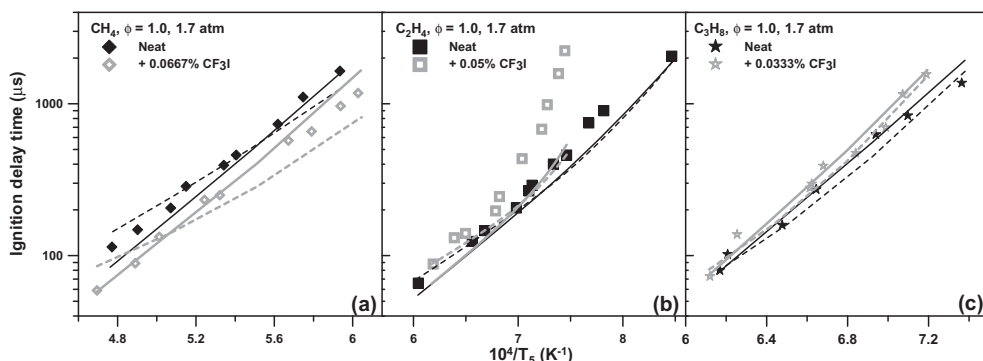 CH₄, ϕ = 1.0, 1.7 atm
Neat
+ 0.0667% CF₃I
C₂H₄, ϕ = 1.0, 1.7 atm
Neat
+ 0.05% CF₃I
C₃H₈, ϕ = 1.0, 1.7 atm
Neat
+ 0.0333% CF₃I
Ignition delay time (μs)
1000
100
(a)
(b)
(c)
4.8 5.2 5.6 6
6 7 8
6 6.4 6.8 7.2
10⁴/T₅ (K⁻¹)